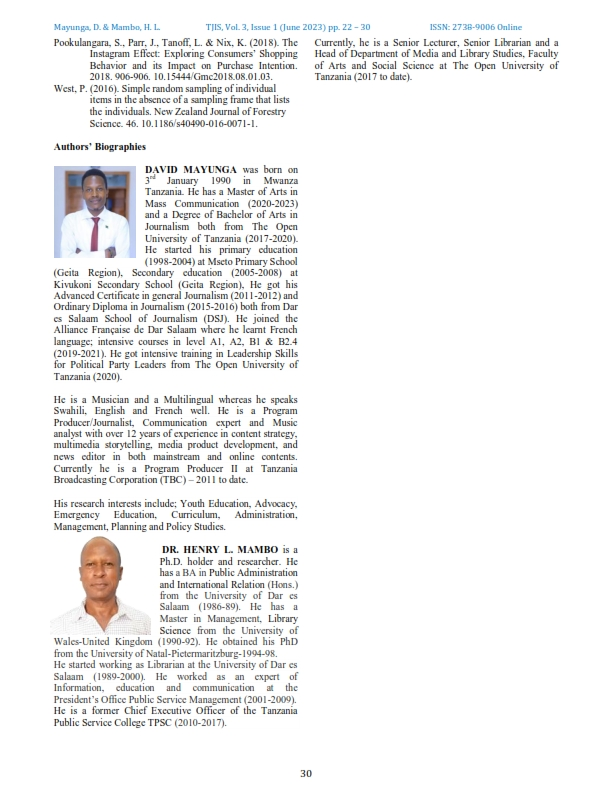 Mayunga, D. & Mambo, H. L. TJIS, Vol. 3, Issue 1 (June 2023) pp. 22 – 30 ISSN: 2738-9006 Online
Pookulangara, S., Parr, J., Tanoff, L. & Nix, K. (2018). The
Instagram Effect: Exploring Consumers' Shopping
Behavior and its Impact on Purchase Intention.
2018. 906-906. 10.15444/Gmc2018.08.01.03.
West, P. (2016). Simple random sampling of individual
items in the absence of a sampling frame that lists
the individuals. New Zealand Journal of Forestry
Science. 46. 10.1186/s40490-016-0071-1.
Authors' Biographies
DAVID MAYUNGA was born on
3rd January 1990 in Mwanza
Tanzania. He has a Master of Arts in
Mass Communication (2020-2023)
and a Degree of Bachelor of Arts in
Journalism both from The Open
University of Tanzania (2017-2020).
He started his primary education
(1998-2004) at Mseto Primary School
(Geita Region), Secondary education (2005-2008) at
Kivukoni Secondary School (Geita Region), He got his
Advanced Certificate in general Journalism (2011-2012) and
Ordinary Diploma in Journalism (2015-2016) both from Dar
es Salaam School of Journalism (DSJ). He joined the
Alliance Française de Dar Salaam where he learnt French
language; intensive courses in level A1, A2, B1 & B2.4
(2019-2021). He got intensive training in Leadership Skills
for Political Party Leaders from The Open University of
Tanzania (2020).
He is a Musician and a Multilingual whereas he speaks
Swahili, English and French well. He is a Program
Producer/Journalist, Communication expert and Music
analyst with over 12 years of experience in content strategy,
multimedia storytelling, media product development, and
news editor in both mainstream and online contents.
Currently he is a Program Producer II at Tanzania
Broadcasting Corporation (TBC) – 2011 to date.
His research interests include; Youth Education, Advocacy,
Emergency Education, Curriculum, Administration,
Management, Planning and Policy Studies.
DR. HENRY L. MAMBO is a
Ph.D. holder and researcher. He
has a BA in Public Administration
and International Relation (Hons.)
from the University of Dar es
Salaam (1986-89). He has a
Master in Management, Library
Science from the University of
Wales-United Kingdom (1990-92). He obtained his PhD
from the University of Natal-Pietermaritzburg-1994-98.
He started working as Librarian at the University of Dar es
Salaam (1989-2000). He worked as an expert of
Information, education and communication at the
President's Office Public Service Management (2001-2009).
He is a former Chief Executive Officer of the Tanzania
Public Service College TPSC (2010-2017).
Currently, he is a Senior Lecturer, Senior Librarian and a
Head of Department of Media and Library Studies, Faculty
of Arts and Social Science at The Open University of
Tanzania (2017 to date).
30